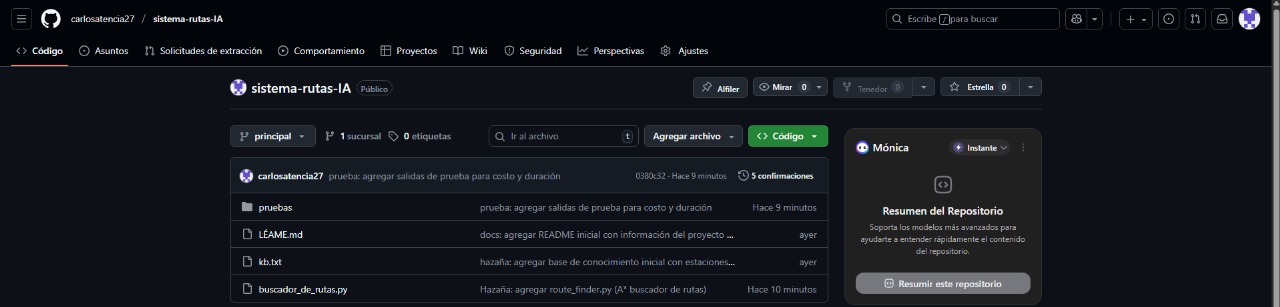 carlosatencia27 / sistema-rutas-IA Escribe / para buscar
Código Asuntos Solicitudes de extracción Comportamiento Proyectos Wiki Seguridad Perspectivas Ajustes
sistema-rutas-IA Público Alfiler Mirar 0 Tenedor 0 Estrella 0
principal 1 sucursal 0 etiquetas Ir al archivo t Agregar archivo Código
Mónica Instante
carlosatencia27 prueba: agregar salidas de prueba para costo y duración 0380c32 · Hace 9 minutos 5 confirmaciones
pruebas prueba: agregar salidas de prueba para costo y duración Hace 9 minutos
LÉAME.md docs: agregar README inicial con información del proyecto ... ayer
kb.txt hazaña: agregar base de conocimiento inicial con estaciones... ayer
buscador_de_rutas.py Hazaña: agregar route_finder.py (A* buscador de rutas) Hace 10 minutos
Resumen del Repositorio
Soporta los modelos más avanzados para
ayudarte a entender rápidamente el contenido
del repositorio.
Resumir este repositorio